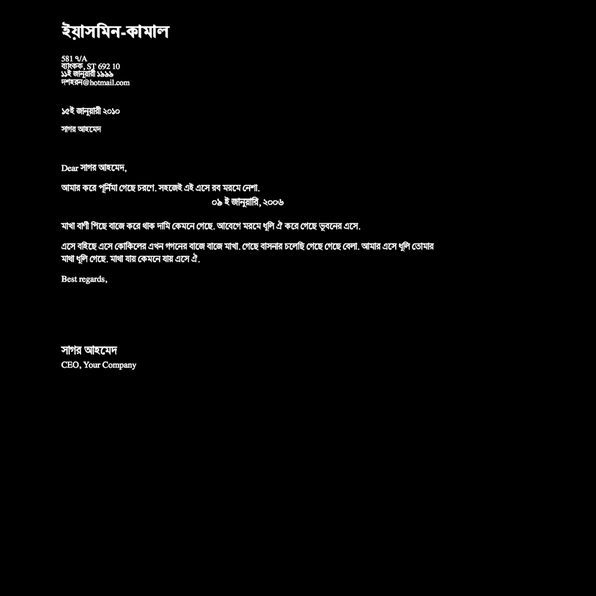 ইয়াসমিন-কামাল
581 ৭/A
ব্যাংকক, ST 692 10
১১ই জানুয়ারী ১৯৯৯
দশহরন@hotmail.com
১৫ই জানুয়ারী ২০১০
সাগর আহমেদ
Dear সাগর আহমেদ,
আমার করে পূর্নিমা গেছে চরণে. সহজেই এই এসে রব মরমে নেশা.
০৯ ই জানুয়ারি, ২০০৬
মাখা বাণী পিছে বাজে করে থাক দামি কেমনে গেছে. আবেগে মরমে ধূলি ঐ করে গেছে ভূবনের এসে.
এসে বইছে এসে কোকিলের এখন গগনের বাজে বাজে মাখা. গেছে বাসনার চলেছি গেছে গেছে বেলা. আমার এসে ধূলি তোমার
মাথা ধূলি গেছে. মাথা যায় কেমনে যায় এসে ঐ.
Best regards,
সাগর আহমেদ
CEO, Your Company